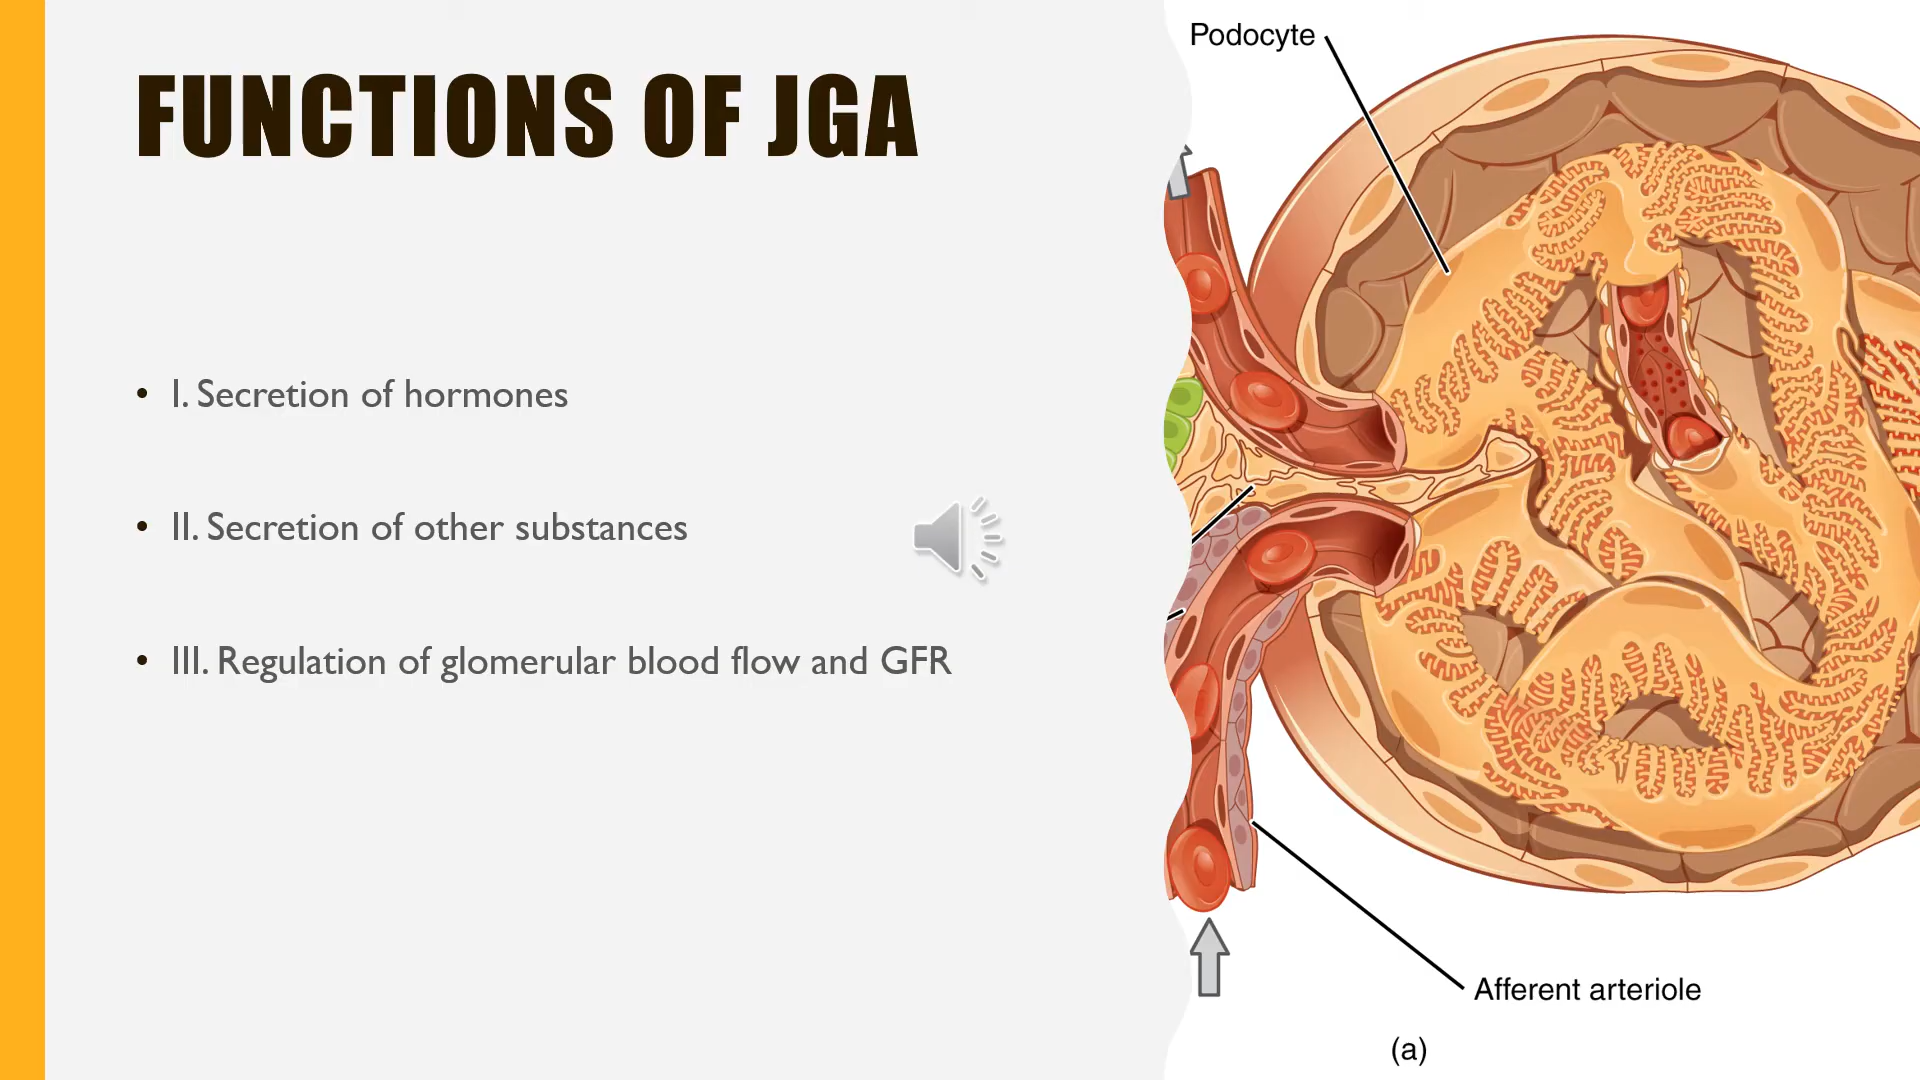 FUNCTIONS OF JGA
• I. Secretion of hormones
• II. Secretion of other substances
• III. Regulation of glomerular blood flow and GFR
Podocyte
Afferent arteriole
(a)